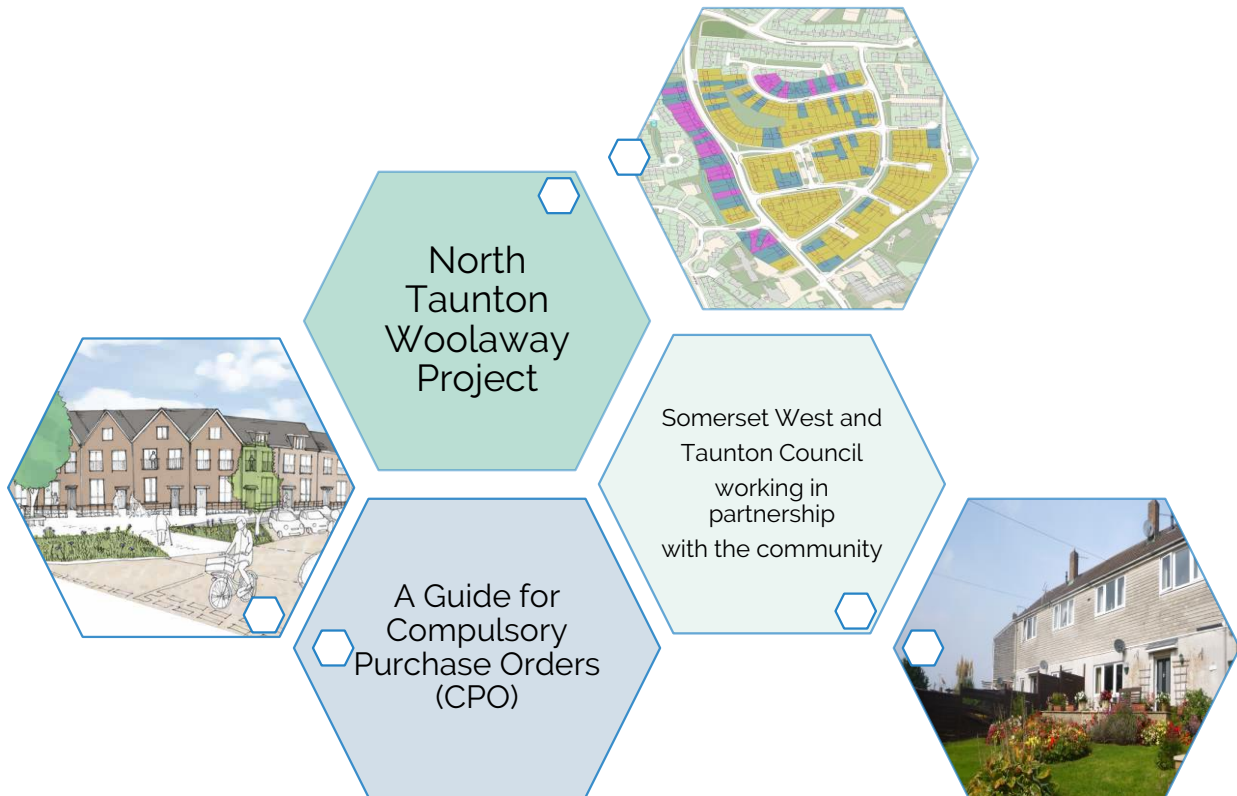 North
Taunton
Woolaway
Project
Somerset West and
Taunton Council
working in
partnership
with the community
A Guide for
Compulsory
Purchase Orders
(CPO)